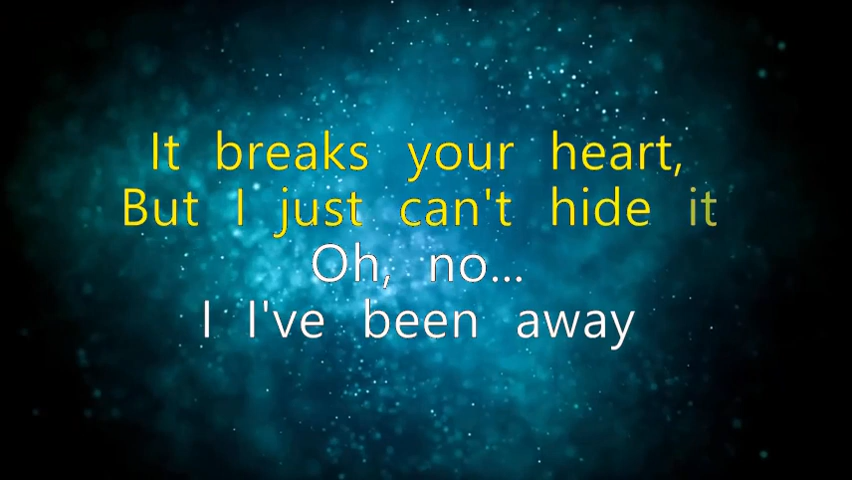 It breaks your heart,
But I just can't hide it
Oh, no...
I I've been away